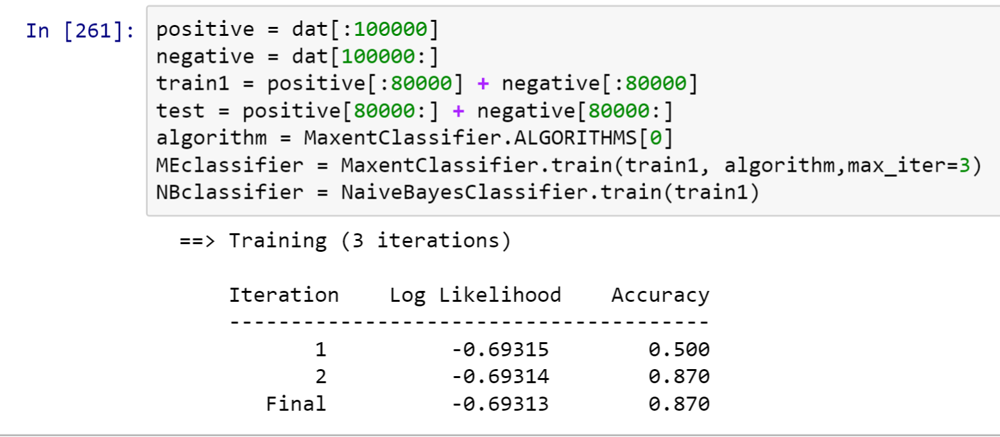 In [261]: positive = dat[:100000]
negative = dat[100000:]
train1 = positive[:80000] + negative[:80000]
test = positive[80000:] + negative[80000:]
algorithm = MaxentClassifier.ALGORITHMS[0]
MEclassifier = MaxentClassifier.train(train1, algorithm,max_iter=3)
NBclassifier = NaiveBayesClassifier.train(train1)
==> Training (3 iterations)
Iteration    Log Likelihood    Accuracy
---------------------------------------
1          -0.69315        0.500
2          -0.69314        0.870
Final          -0.69313        0.870